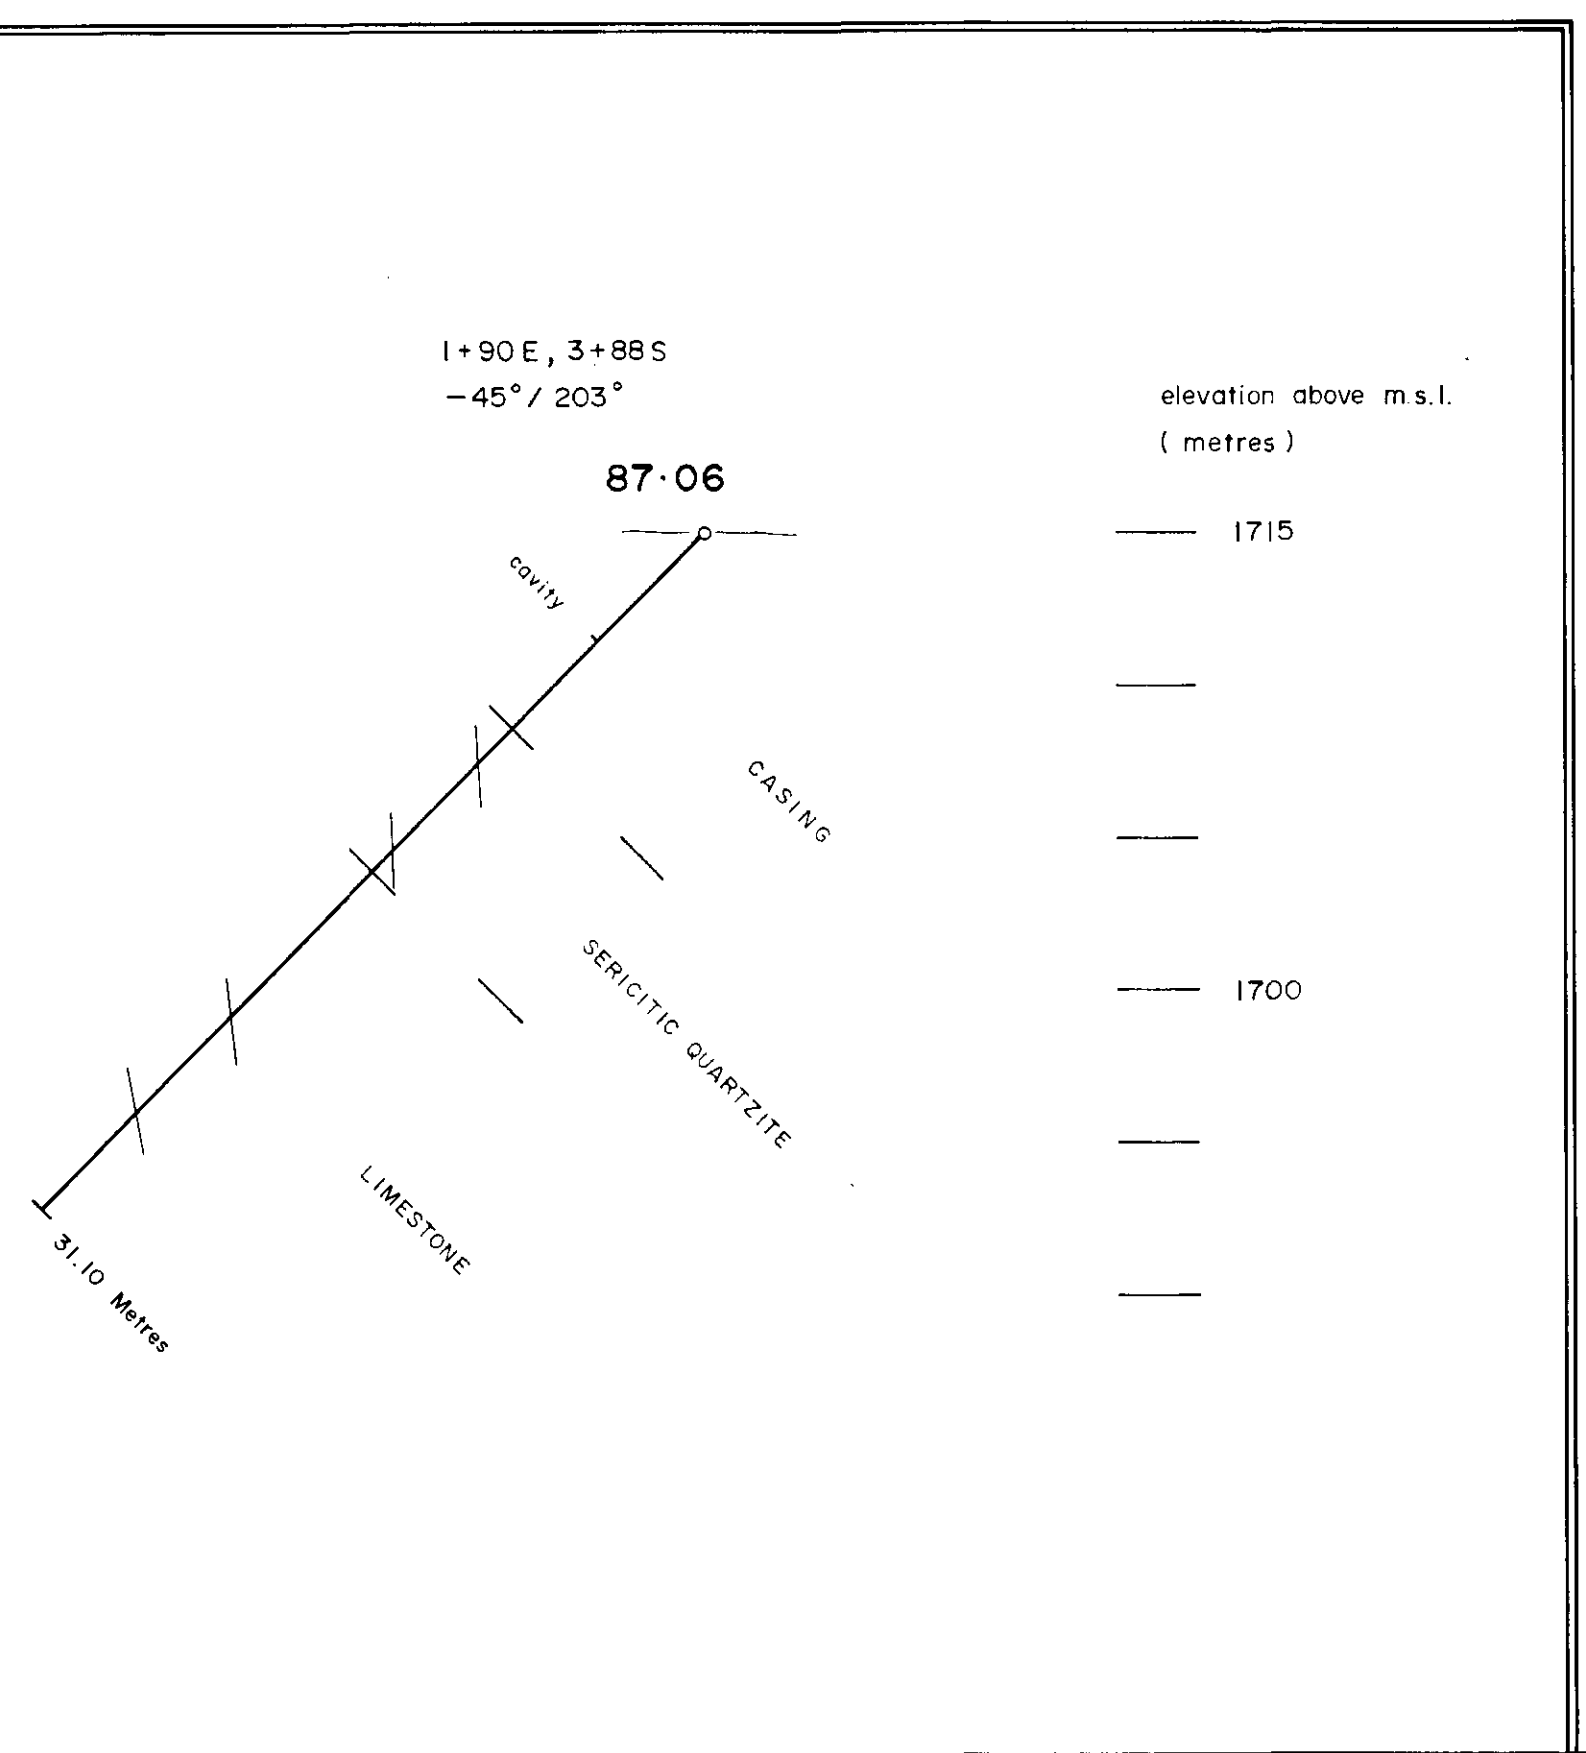 1+90E, 3+88S
-45°/ 203°
87·06
elevation above m.s.l.
( metres )
1715
cavity
CASING
SERICITIC QUARTZITE
1700
LIMESTONE
31.10 Metres